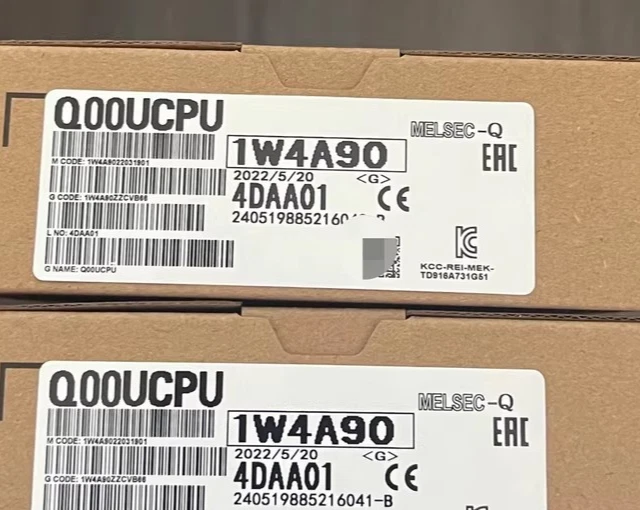 Q00UCPU
MELSEC-Q
1W4A90
M CODE: 1W4A9022031901
2022/5/20 <G>
EAC
4DAA01 CE
G CODE: 1W4A90ZZCVB66
L NO: 4DAA01
KCC-REI-MEK-
TD916A731G51
G NAME: Q00UCPU
Q00UCPU
MELSEC-Q
1W4A90
M CODE: 1W4A9022031901
2022/5/20 <G>
EAC
4DAA01 CE
G CODE: 1W4A90ZZCVB66
240519885216041-B